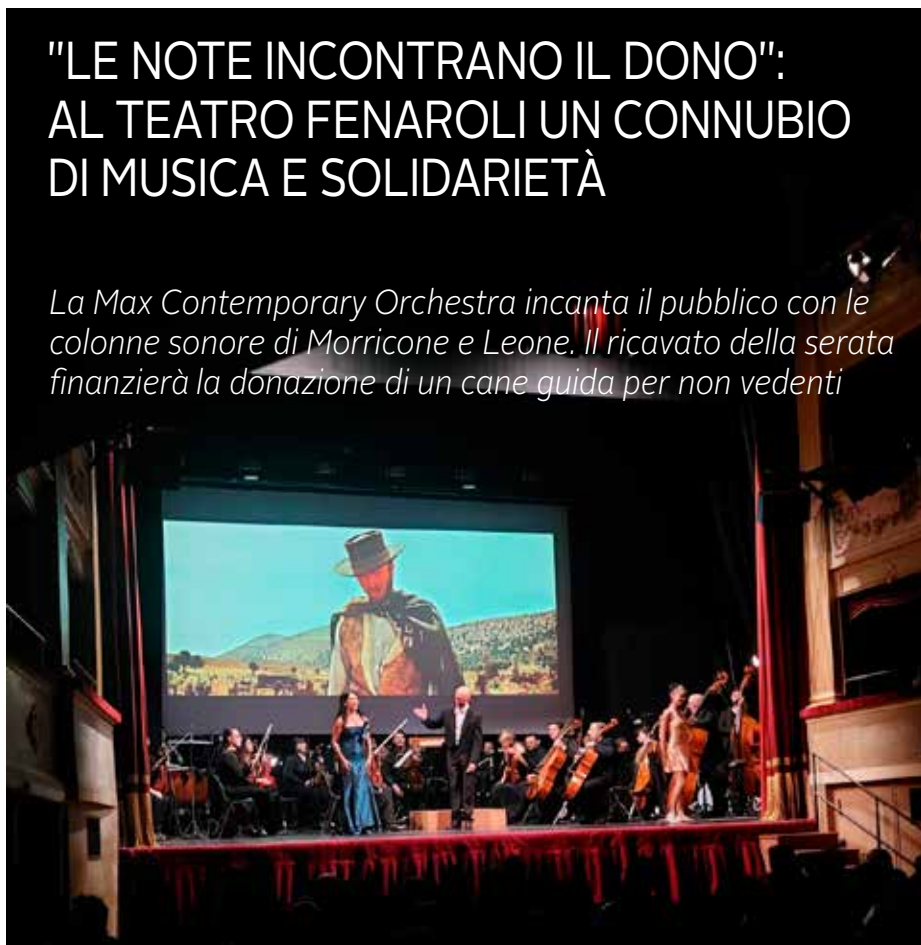 "LE NOTE INCONTRANO IL DONO":
AL TEATRO FENAROLI UN CONNUBIO
DI MUSICA E SOLIDARIETÀ
La Max Contemporary Orchestra incanta il pubblico con le
colonne sonore di Morricone e Leone. Il ricavato della serata
finanzierà la donazione di un cane guida per non vedenti